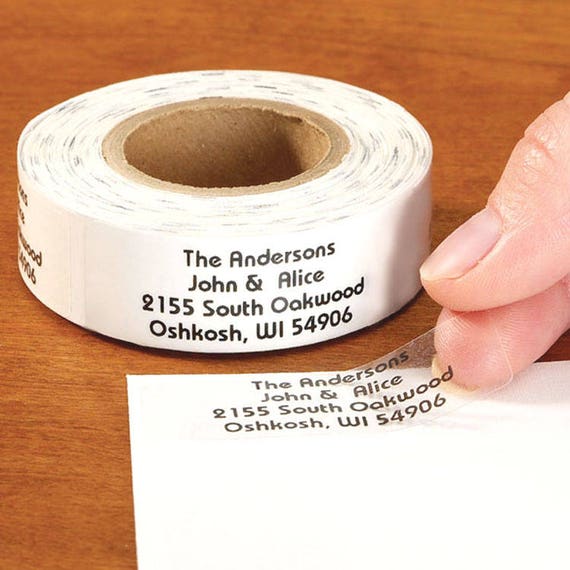 The Andersons
John & Alice
2155 South Oakwood
Oshkosh, WI 54906
The Andersons
John & Alice
2155 South Oakwood
Oshkosh, WI 54906